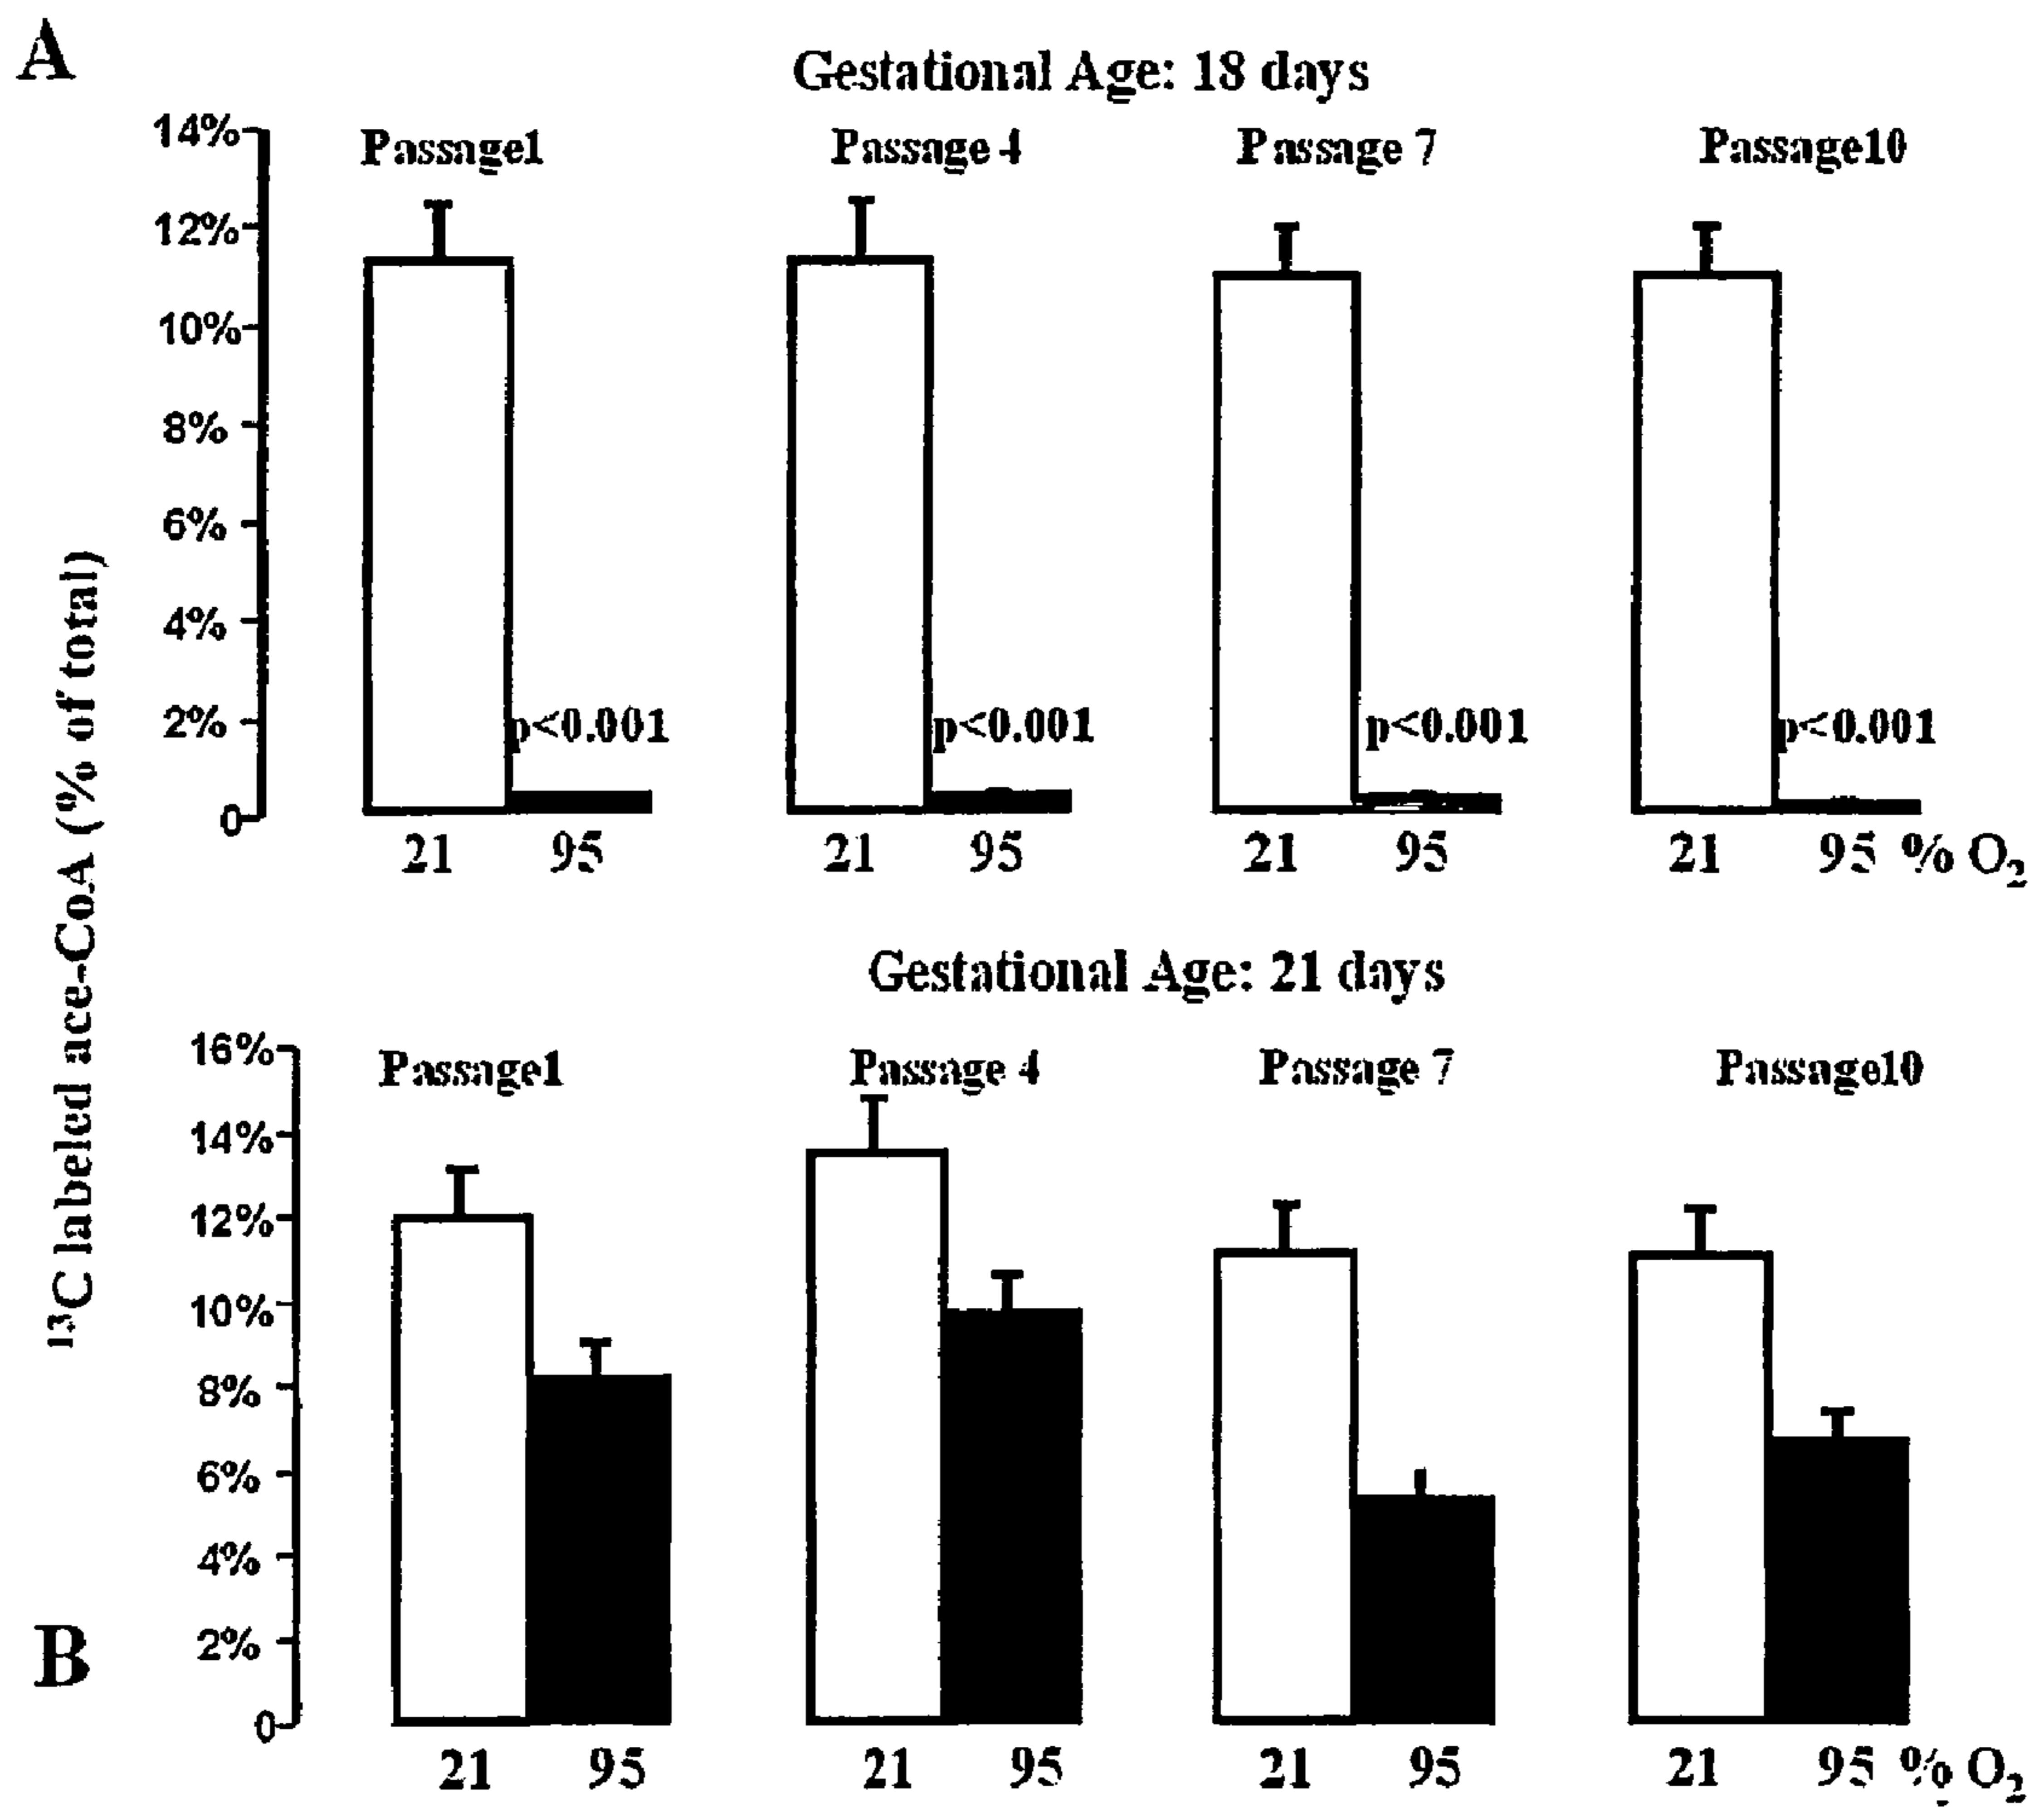 A
Gestational Age: 18 days
Passage1 Passage 4 Passage 7 Passage10
14%
12%
10%
8%
6%
4%
2%
0
p<0.001 p<0.001 p<0.001 p<0.001
21 95 21 95 21 95 21 95 % O₂
¹³C labeled ace-CoA (% of total)
Gestational Age: 21 days
Passage1 Passage 4 Passage 7 Passage10
16%
14%
12%
10%
8%
6%
4%
2%
0
B
21 95 21 95 21 95 21 95 % O₂